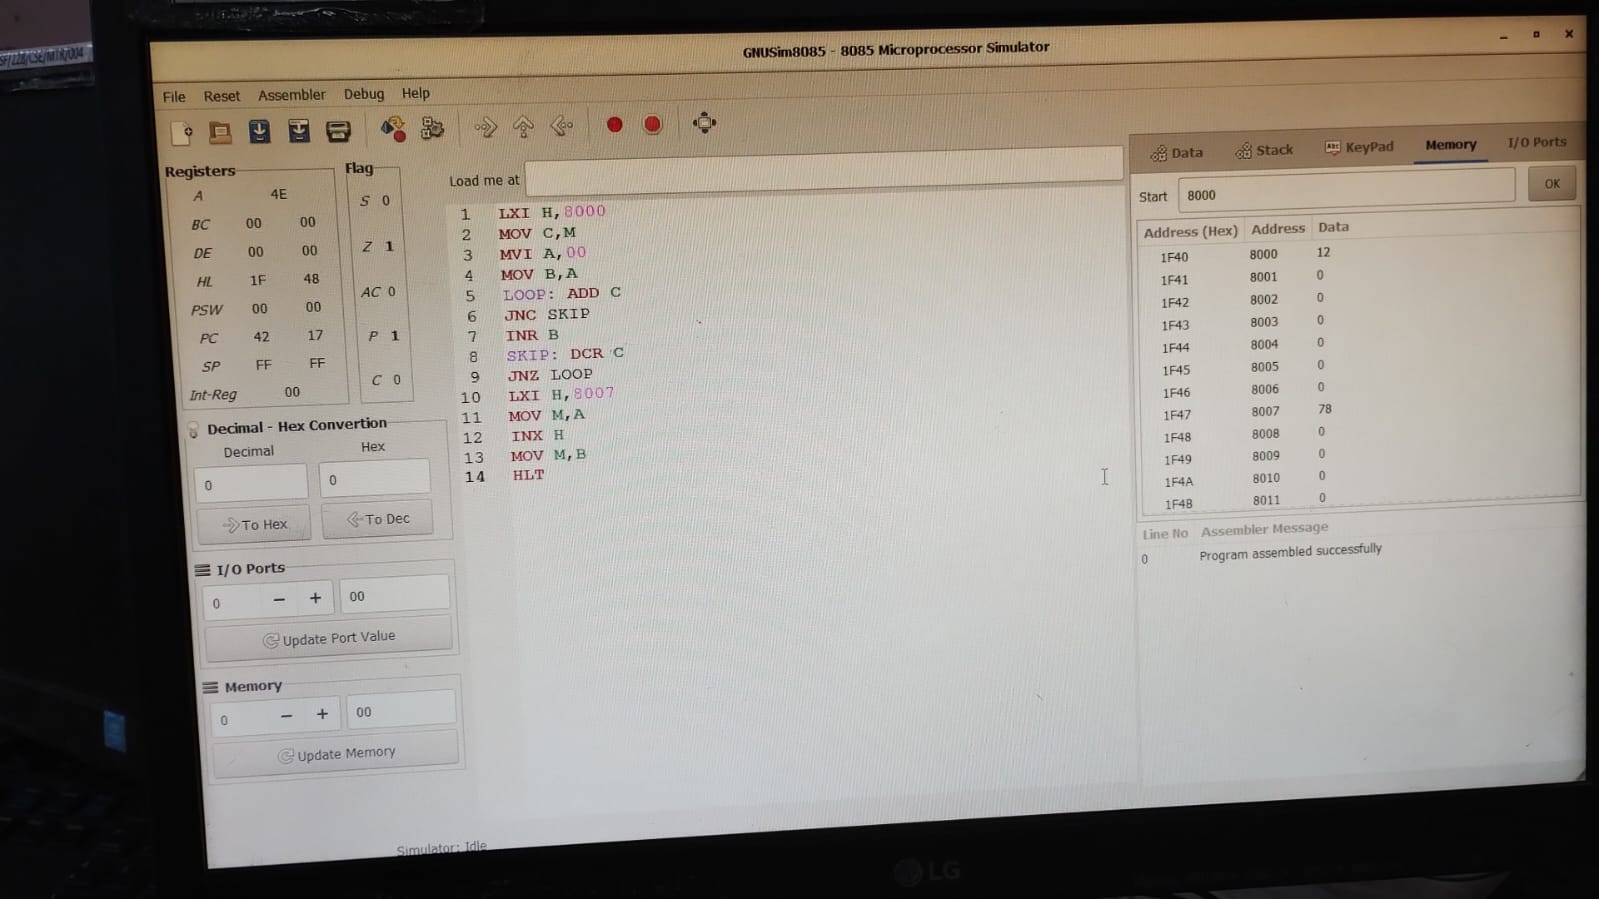 SF/22B/CSE/MTR/004
GNUSim8085 - 8085 Microprocessor Simulator
File Reset Assembler Debug Help
Registers
A 4E
BC 00 00
DE 00 00
HL 1F 48
PSW 00 00
PC 42 17
SP FF FF
Int-Reg 00
Flag
S 0
Z 1
AC 0
P 1
C 0
Decimal - Hex Convertion
Decimal Hex
0 0
To Hex To Dec
I/O Ports
0 − + 00
Update Port Value
Memory
0 − + 00
Update Memory
Load me at
1 LXI H,8000
2 MOV C,M
3 MVI A,00
4 MOV B,A
5 LOOP: ADD C
6 JNC SKIP
7 INR B
8 SKIP: DCR C
9 JNZ LOOP
10 LXI H,8007
11 MOV M,A
12 INX H
13 MOV M,B
14 HLT
Data Stack KeyPad Memory I/O Ports
Start 8000 OK
Address (Hex) Address Data
1F40 8000 12
1F41 8001 0
1F42 8002 0
1F43 8003 0
1F44 8004 0
1F45 8005 0
1F46 8006 0
1F47 8007 78
1F48 8008 0
1F49 8009 0
1F4A 8010 0
1F4B 8011 0
Line No Assembler Message
0 Program assembled successfully
Simulator: Idle
LG